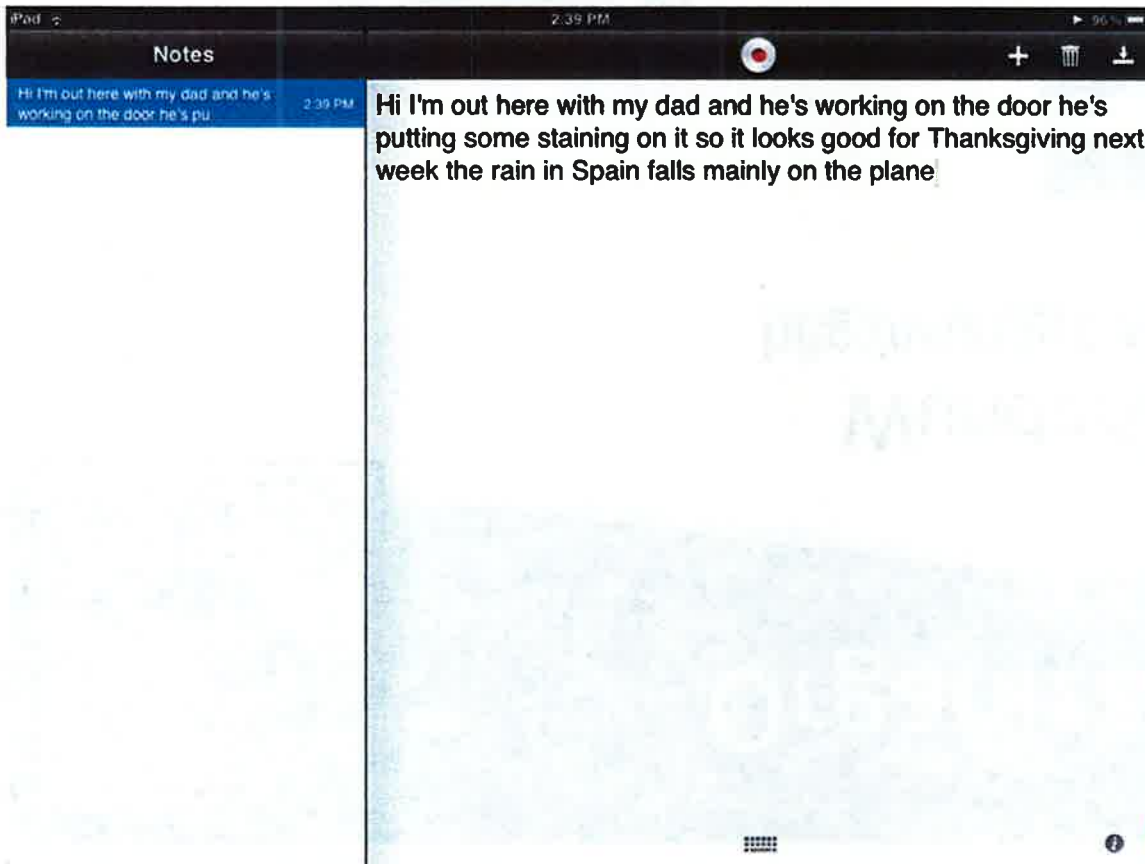 iPad 2:39 PM 96%
Notes
Hi I'm out here with my dad and he's
working on the door he's pu
2:39 PM
Hi I'm out here with my dad and he's working on the door he's
putting some staining on it so it looks good for Thanksgiving next
week the rain in Spain falls mainly on the plane